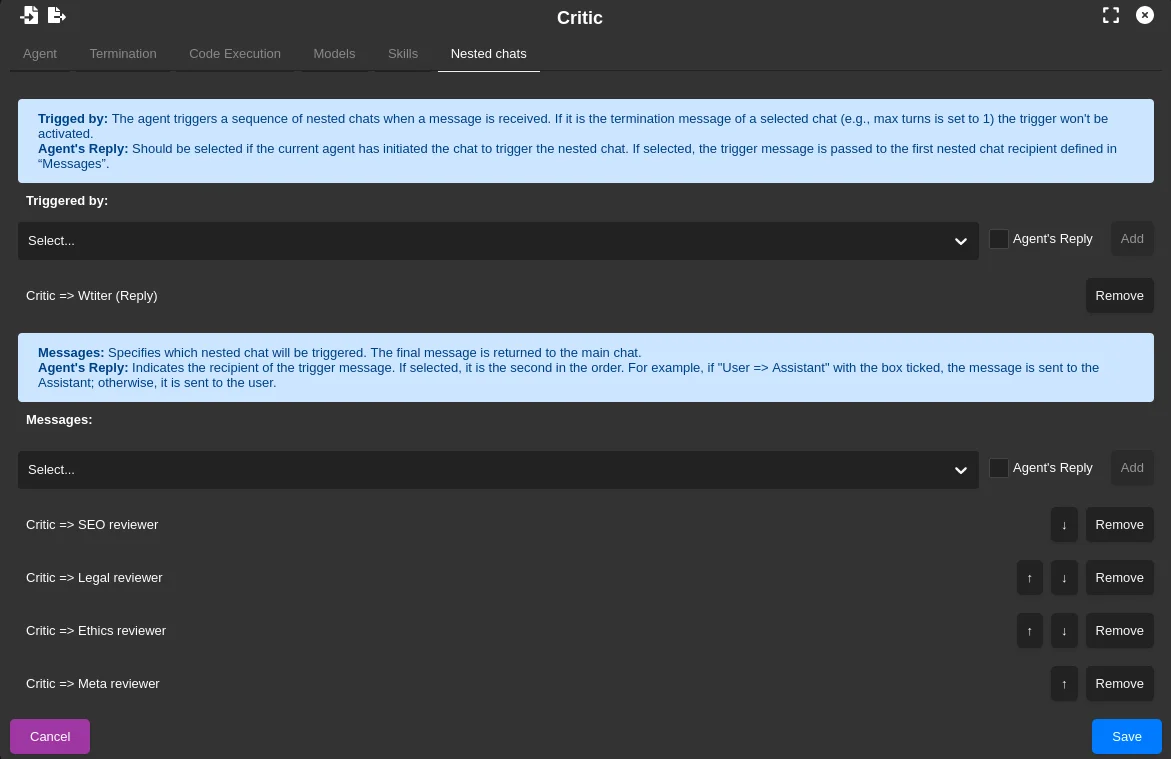 Critic
Agent Termination Code Execution Models Skills Nested chats
Trigged by: The agent triggers a sequence of nested chats when a message is received. If it is the termination message of a selected chat (e.g., max turns is set to 1) the trigger won't be
activated.
Agent's Reply: Should be selected if the current agent has initiated the chat to trigger the nested chat. If selected, the trigger message is passed to the first nested chat recipient defined in
“Messages”.
Triggered by:
Select... Agent's Reply Add
Critic => Wtiter (Reply) Remove
Messages: Specifies which nested chat will be triggered. The final message is returned to the main chat.
Agent's Reply: Indicates the recipient of the trigger message. If selected, it is the second in the order. For example, if "User => Assistant" with the box ticked, the message is sent to the
Assistant; otherwise, it is sent to the user.
Messages:
Select... Agent's Reply Add
Critic => SEO reviewer ↓ Remove
Critic => Legal reviewer ↑ ↓ Remove
Critic => Ethics reviewer ↑ ↓ Remove
Critic => Meta reviewer ↑ Remove
Cancel Save